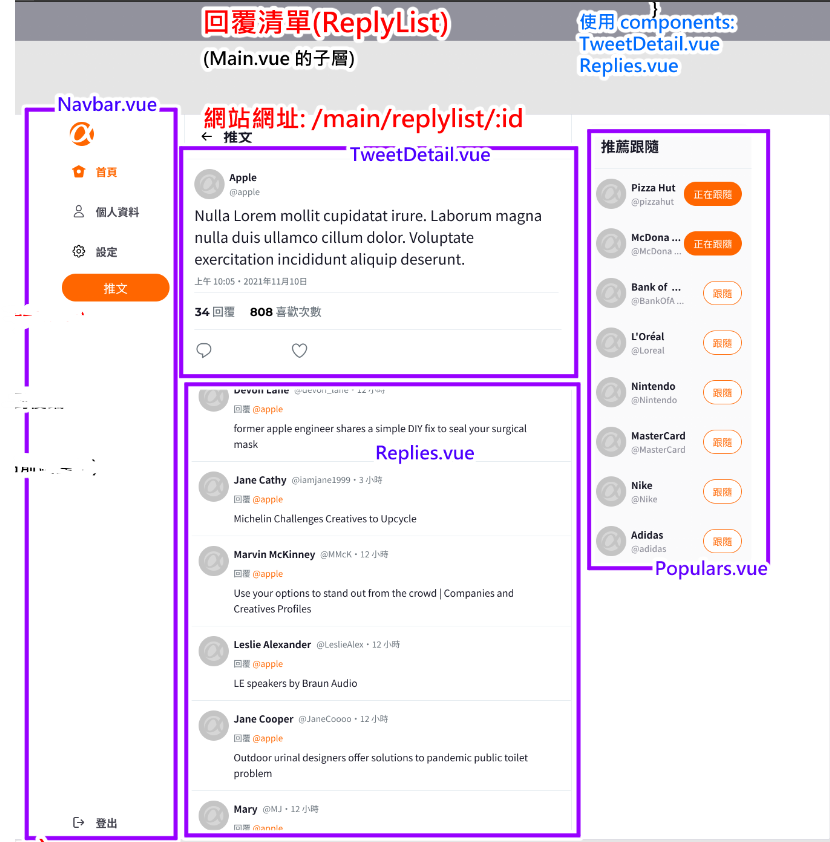 回覆清單(ReplyList)
(Main.vue 的子層)
使用 components:
TweetDetail.vue
Replies.vue
網站網址: /main/replylist/:id
Navbar.vue
首頁
個人資料
設定
推文
登出
← 推文
TweetDetail.vue
Apple
@apple
Nulla Lorem mollit cupidatat irure. Laborum magna
nulla duis ullamco cillum dolor. Voluptate
exercitation incididunt aliquip deserunt.
上午 10:05・2021年11月10日
34 回覆 808 喜歡次數
Devon Lane @devon_lane・12 小時
回覆 @apple
former apple engineer shares a simple DIY fix to seal your surgical
mask
Replies.vue
Jane Cathy @iamjane1999・3 小時
回覆 @apple
Michelin Challenges Creatives to Upcycle
Marvin McKinney @MMcK・12 小時
回覆 @apple
Use your options to stand out from the crowd | Companies and
Creatives Profiles
Leslie Alexander @LeslieAlex・12 小時
回覆 @apple
LE speakers by Braun Audio
Jane Cooper @JaneCoooo・12 小時
回覆 @apple
Outdoor urinal designers offer solutions to pandemic public toilet
problem
Mary @MJ・12 小時
回覆 @apple
推薦跟隨
Pizza Hut
@pizzahut
正在跟隨
McDona ...
@McDona ...
正在跟隨
Bank of ...
@BankOfA ...
跟隨
L'Oréal
@Loreal
跟隨
Nintendo
@Nintendo
跟隨
MasterCard
@MasterCard
跟隨
Nike
@Nike
跟隨
Adidas
@adidas
跟隨
Populars.vue